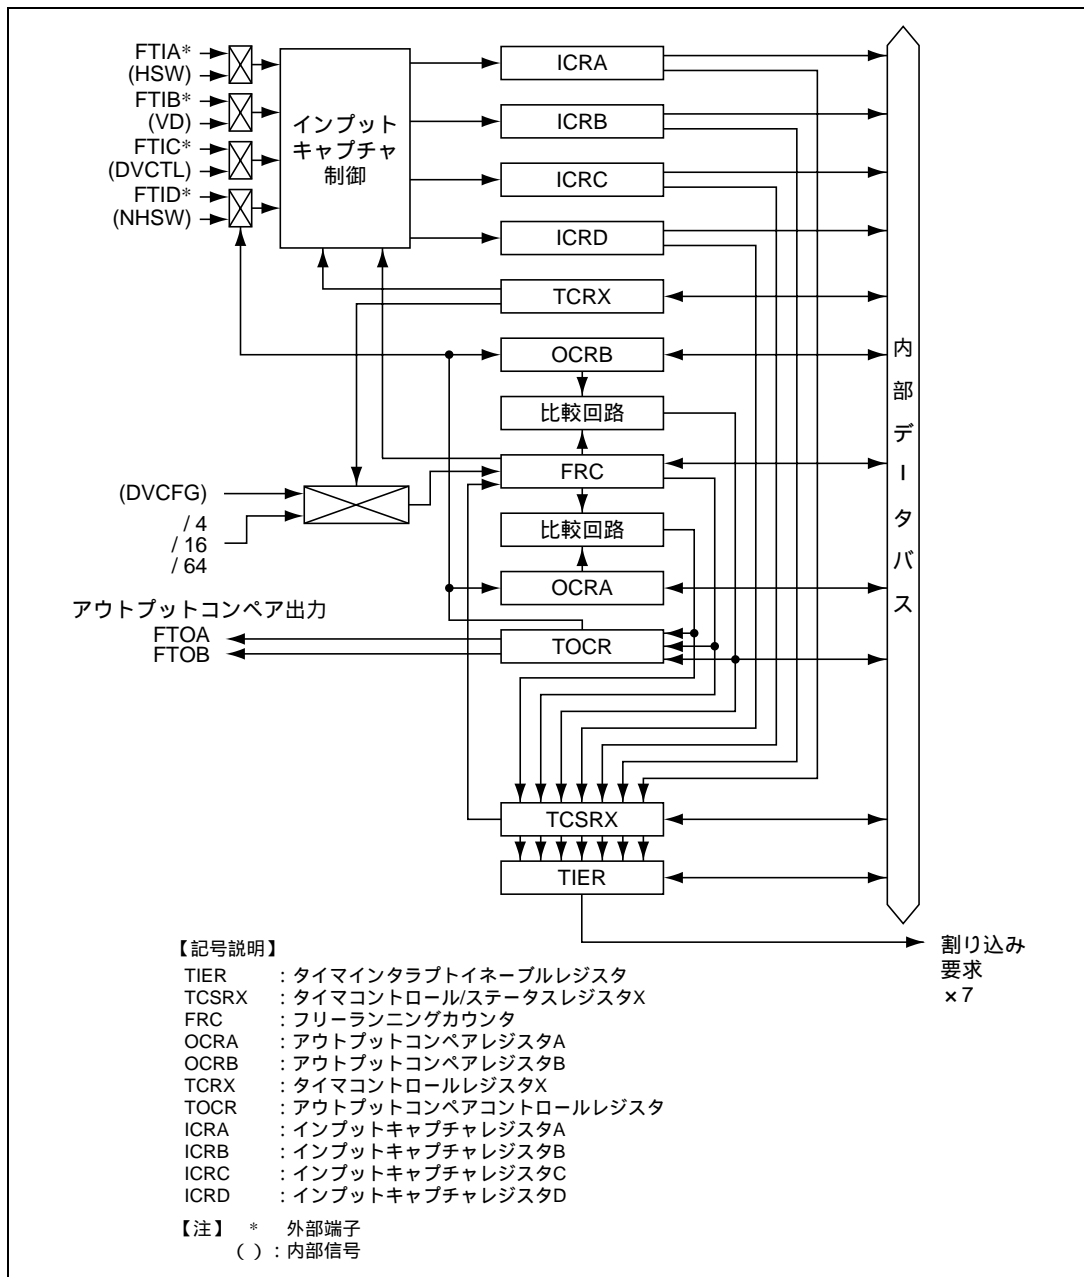 FTIA*
(HSW)
FTIB*
(VD)
FTIC*
(DVCTL)
FTID*
(NHSW)
インプット
キャプチャ
制御
ICRA
ICRB
ICRC
ICRD
TCRX
OCRB
比較回路
FRC
比較回路
OCRA
TOCR
TCSRX
TIER
(DVCFG)
/ 4
/ 16
/ 64
アウトプットコンペア出力
FTOA
FTOB
内部データバス
割り込み
要求
×7
【記号説明】
TIER : タイマインタラプトイネーブルレジスタ
TCSRX : タイマコントロール/ステータスレジスタX
FRC : フリーランニングカウンタ
OCRA : アウトプットコンペアレジスタA
OCRB : アウトプットコンペアレジスタB
TCRX : タイマコントロールレジスタX
TOCR : アウトプットコンペアコントロールレジスタ
ICRA : インプットキャプチャレジスタA
ICRB : インプットキャプチャレジスタB
ICRC : インプットキャプチャレジスタC
ICRD : インプットキャプチャレジスタD
【注】 * 外部端子
( ) : 内部信号